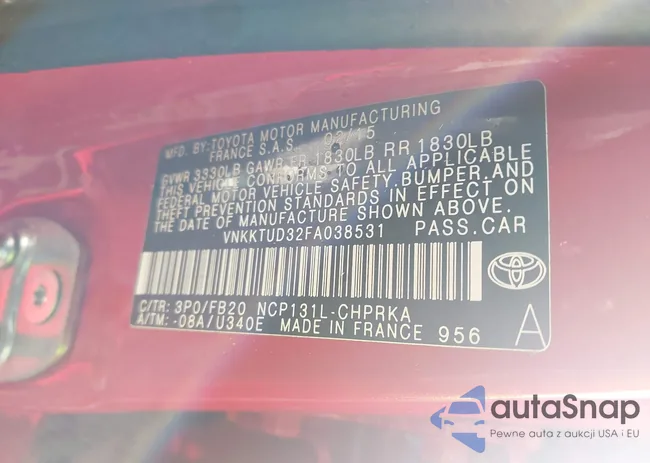 MFD. BY:TOYOTA MOTOR MANUFACTURING
FRANCE S.A.S. 02/15
GVWR 3330LB GAWR FR 1830LB RR 1830LB
THIS VEHICLE CONFORMS TO ALL APPLICABLE
FEDERAL MOTOR VEHICLE SAFETY,BUMPER,AND
THEFT PREVENTION STANDARDS IN EFFECT ON
THE DATE OF MANUFACTURE SHOWN ABOVE.
VNKKTUD32FA038531 PASS.CAR
C/TR: 3P0/FB20 NCP131L-CHPRKA
A/TM: -08A/U340E MADE IN FRANCE 956 A
autaSnap
Pewne auta z aukcji USA i EU